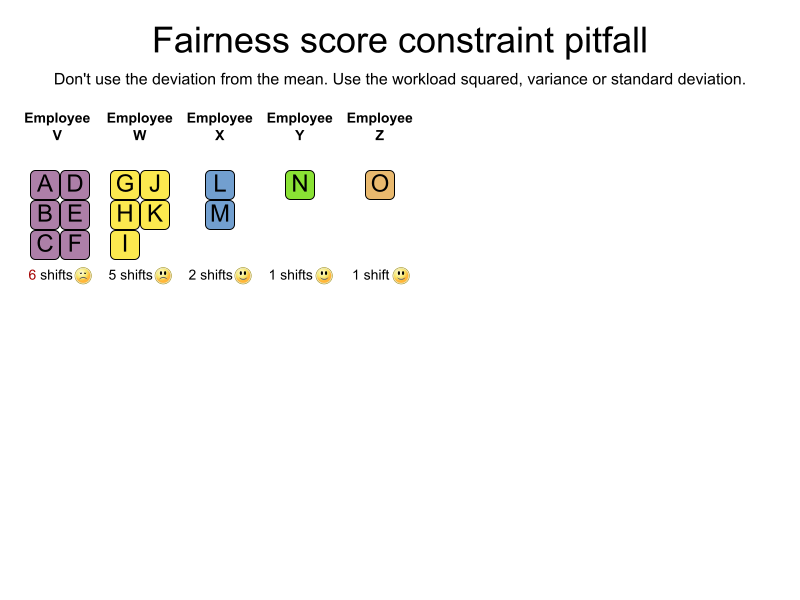 Fairness score constraint pitfall
Don't use the deviation from the mean. Use the workload squared, variance or standard deviation.
Employee V
Employee W
Employee X
Employee Y
Employee Z
A D
B E
C F
G J
H K
I
L
M
N
O
6 shifts
5 shifts
2 shifts
1 shifts
1 shift